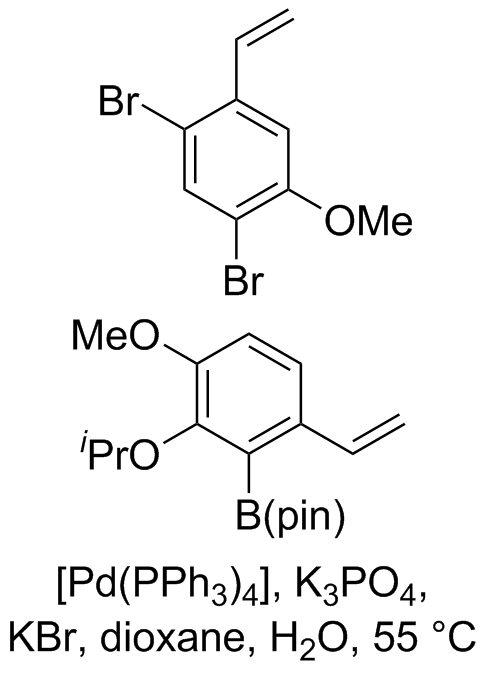 Br
OMe
Br
MeO
ⁱPrO
B(pin)
[Pd(PPh₃)₄], K₃PO₄,
KBr, dioxane, H₂O, 55 °C